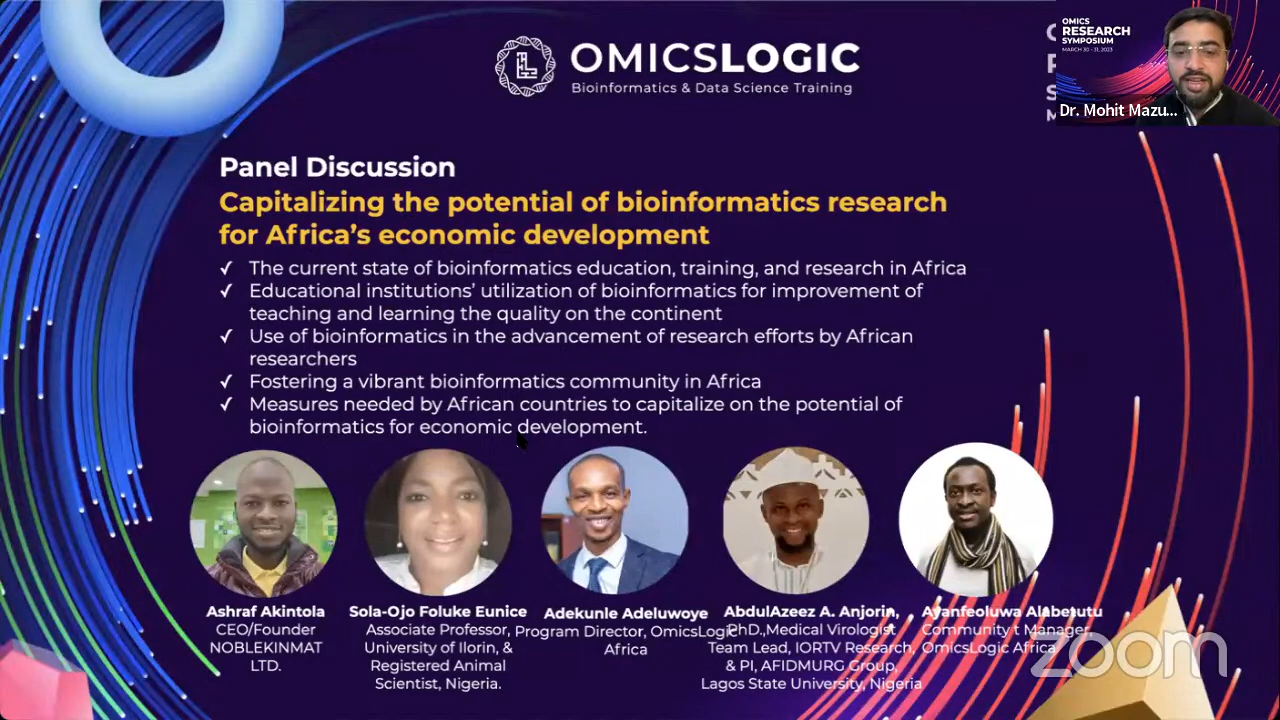 OMICSLOGIC
Bioinformatics & Data Science Training
OMICS
RESEARCH
SYMPOSIUM
MARCH 30 - 31, 2023
Dr. Mohit Mazu...
Panel Discussion
Capitalizing the potential of bioinformatics research
for Africa's economic development
✓ The current state of bioinformatics education, training, and research in Africa
✓ Educational institutions' utilization of bioinformatics for improvement of
teaching and learning the quality on the continent
✓ Use of bioinformatics in the advancement of research efforts by African
researchers
✓ Fostering a vibrant bioinformatics community in Africa
✓ Measures needed by African countries to capitalize on the potential of
bioinformatics for economic development.
Ashraf Akintola
CEO/Founder
NOBLEKINMAT
LTD.
Sola-Ojo Foluke Eunice
Associate Professor,
University of Ilorin, &
Registered Animal
Scientist, Nigeria.
Adekunle Adeluwoye
Program Director, OmicsLogic
Africa
AbdulAzeez A. Anjorin,
PhD.,Medical Virologist
Team Lead, IORTV Research,
& PI, AFIDMURG Group,
Lagos State University, Nigeria
Ayanfeoluwa Alabetutu
Community t Manager,
OmicsLogic Africa
zoom